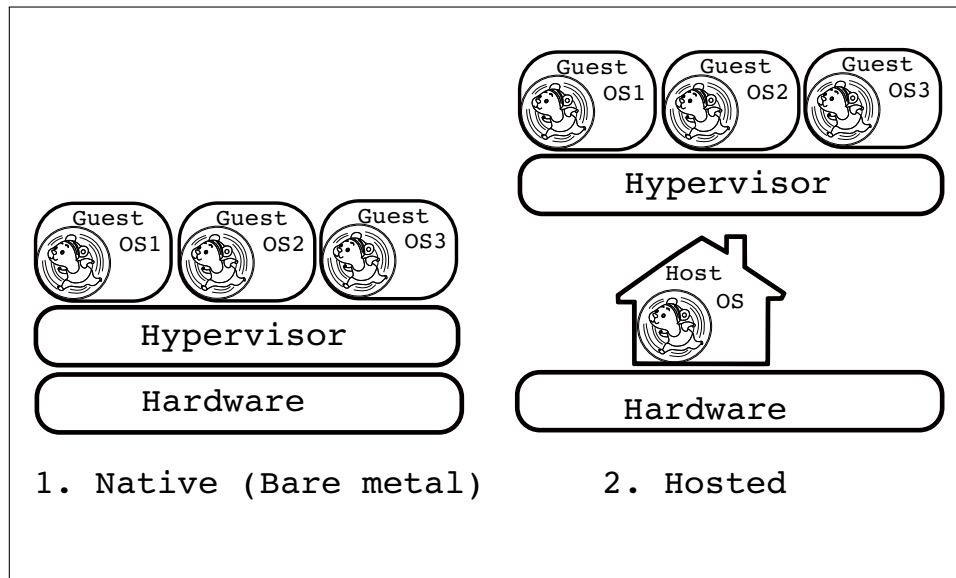 Guest
OS1
Guest
OS2
Guest
OS3
Hypervisor
Hardware
1. Native (Bare metal)
Guest
OS1
Guest
OS2
Guest
OS3
Hypervisor
Host
OS
Hardware
2. Hosted